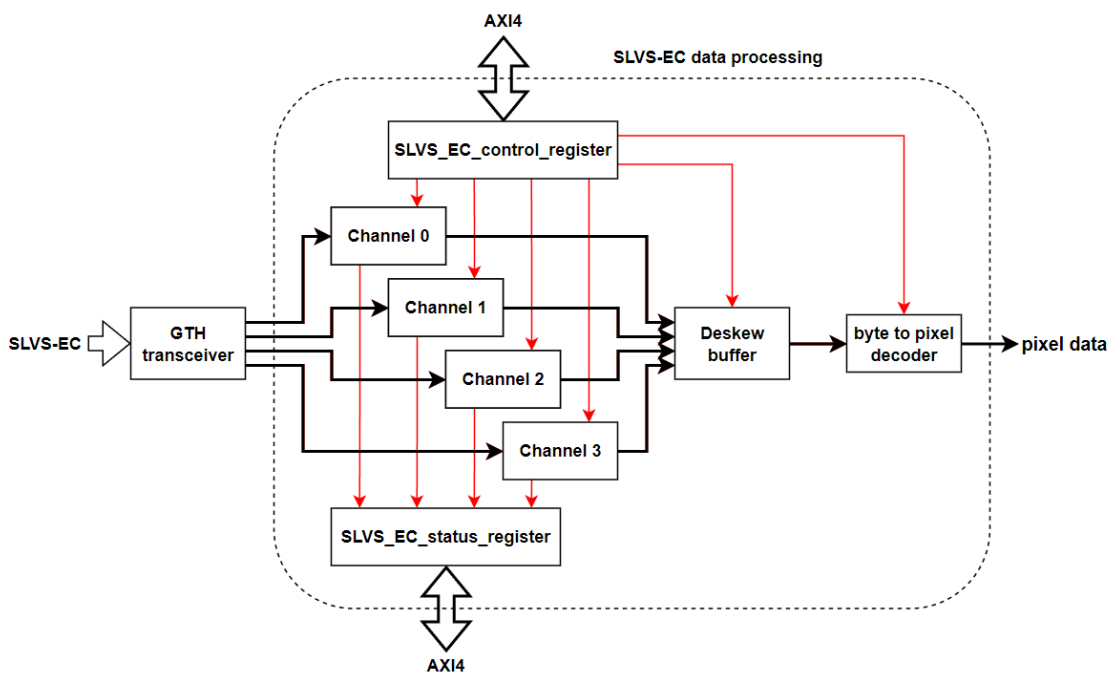 AXI4
SLVS-EC data processing
SLVS_EC_control_register
Channel 0
Channel 1
SLVS-EC
GTH
transceiver
Deskew
buffer
byte to pixel
decoder
pixel data
Channel 2
Channel 3
SLVS_EC_status_register
AXI4